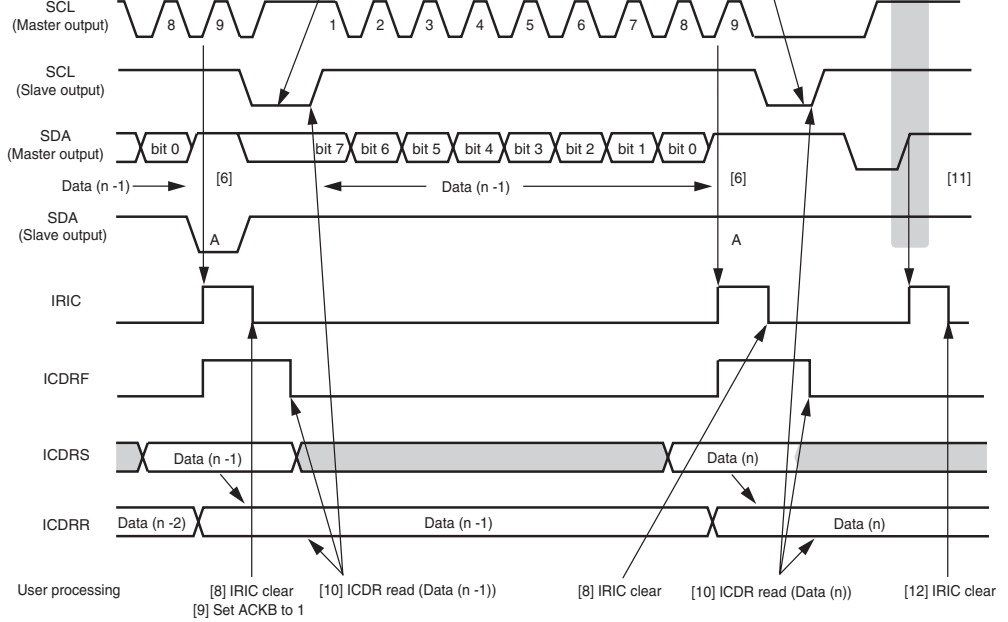 SCL
(Master output)
8 9 1 2 3 4 5 6 7 8 9
SCL
(Slave output)
SDA
(Master output)
bit 0 bit 7 bit 6 bit 5 bit 4 bit 3 bit 2 bit 1 bit 0
Data (n -1) [6] Data (n -1) [6] [11]
SDA
(Slave output)
A A
IRIC
ICDRF
ICDRS
Data (n -1) Data (n)
ICDRR
Data (n -2) Data (n -1) Data (n)
User processing
[8] IRIC clear
[9] Set ACKB to 1
[10] ICDR read (Data (n -1))
[8] IRIC clear
[10] ICDR read (Data (n))
[12] IRIC clear